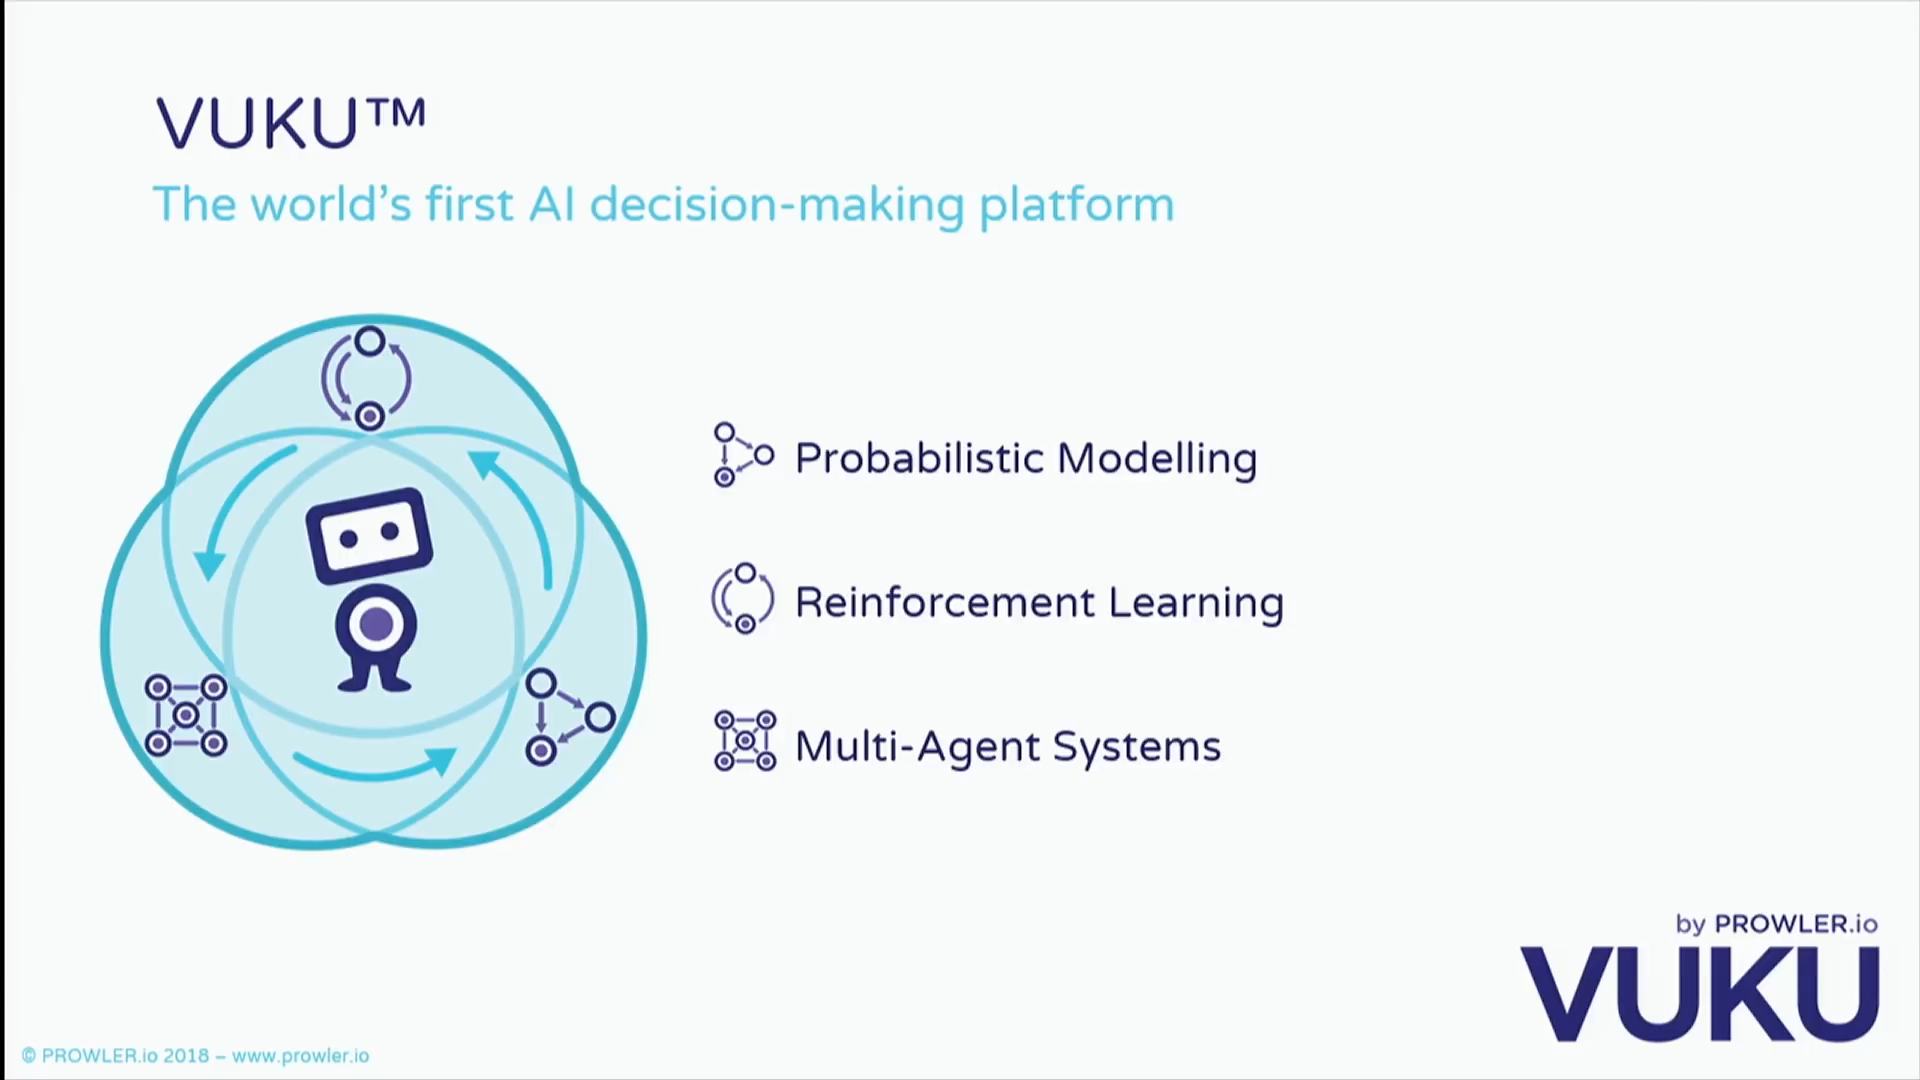 VUKU™
The world's first AI decision-making platform
Probabilistic Modelling
Reinforcement Learning
Multi-Agent Systems
by PROWLER.io
VUKU
© PROWLER.io 2018 – www.prowler.io